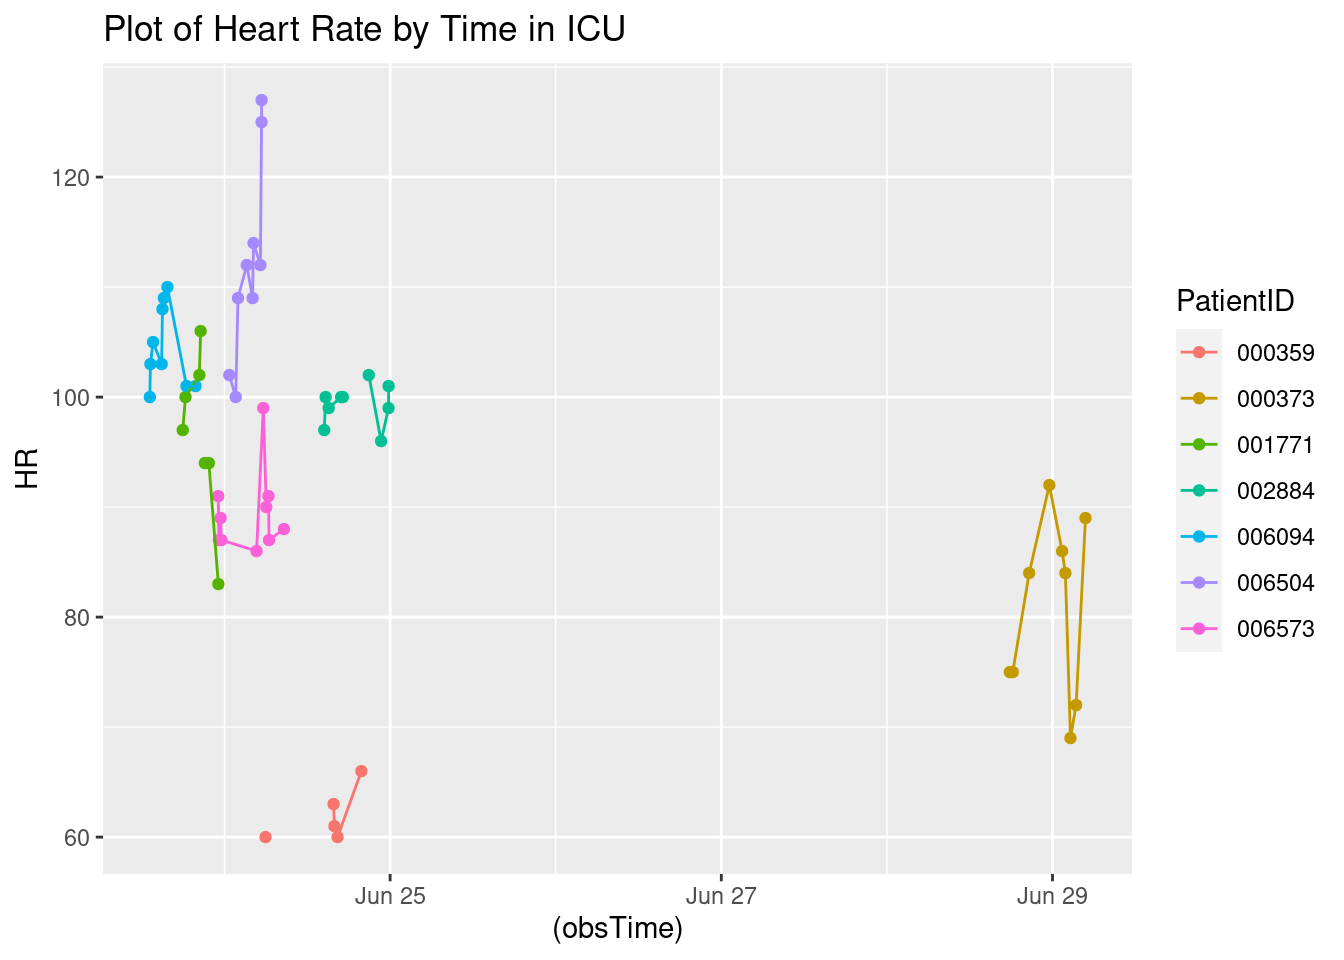 Plot of Heart Rate by Time in ICU
HR
120
100
80
60
Jun 25
Jun 27
Jun 29
(obsTime)
PatientID
000359
000373
001771
002884
006094
006504
006573